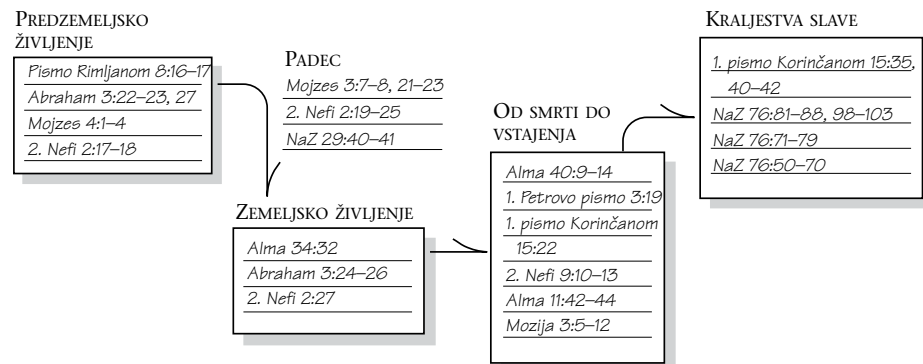 PREDZEMELJSKO
ŽIVLJENJE
Pismo Rimljanom 8:16–17
Abraham 3:22–23, 27
Mojzes 4:1–4
2. Nefi 2:17–18
PADEC
Mojzes 3:7–8, 21–23
2. Nefi 2:19–25
NaZ 29:40–41
ZEMELJSKO ŽIVLJENJE
Alma 34:32
Abraham 3:24–26
2. Nefi 2:27
OD SMRTI DO
VSTAJENJA
Alma 40:9–14
1. Petrovo pismo 3:19
1. pismo Korinčanom
15:22
2. Nefi 9:10–13
Alma 11:42–44
Mozija 3:5–12
KRALJESTVA SLAVE
1. pismo Korinčanom 15:35,
40–42
NaZ 76:81–88, 98–103
NaZ 76:71–79
NaZ 76:50–70